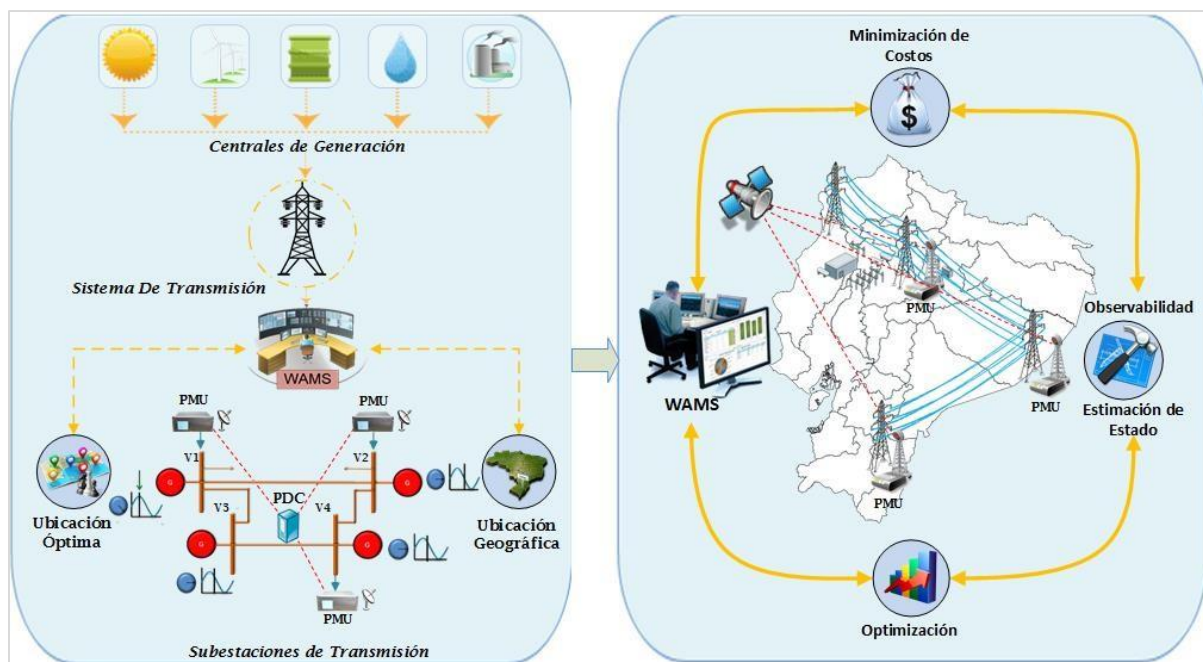 Centrales de Generación
Sistema De Transmisión
WAMS
PMU
PMU
V1
V2
G
G
PDC
V3
V4
Ubicación
Óptima
Ubicación
Geográfica
G
G
PMU
Subestaciones de Transmisión
Minimización de
Costos
$
PMU
Observabilidad
WAMS
PMU
Estimación de
Estado
PMU
Optimización